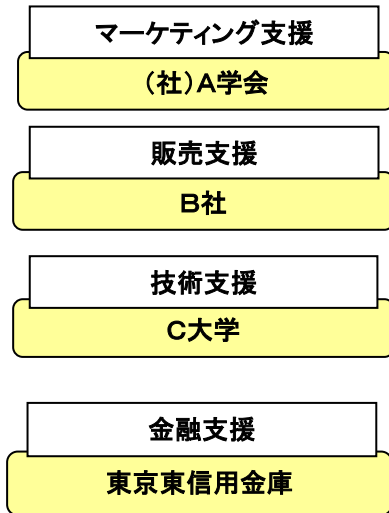 マーケティング支援
（社）A学会
販売支援
B社
技術支援
C大学
金融支援
東京東信用金庫